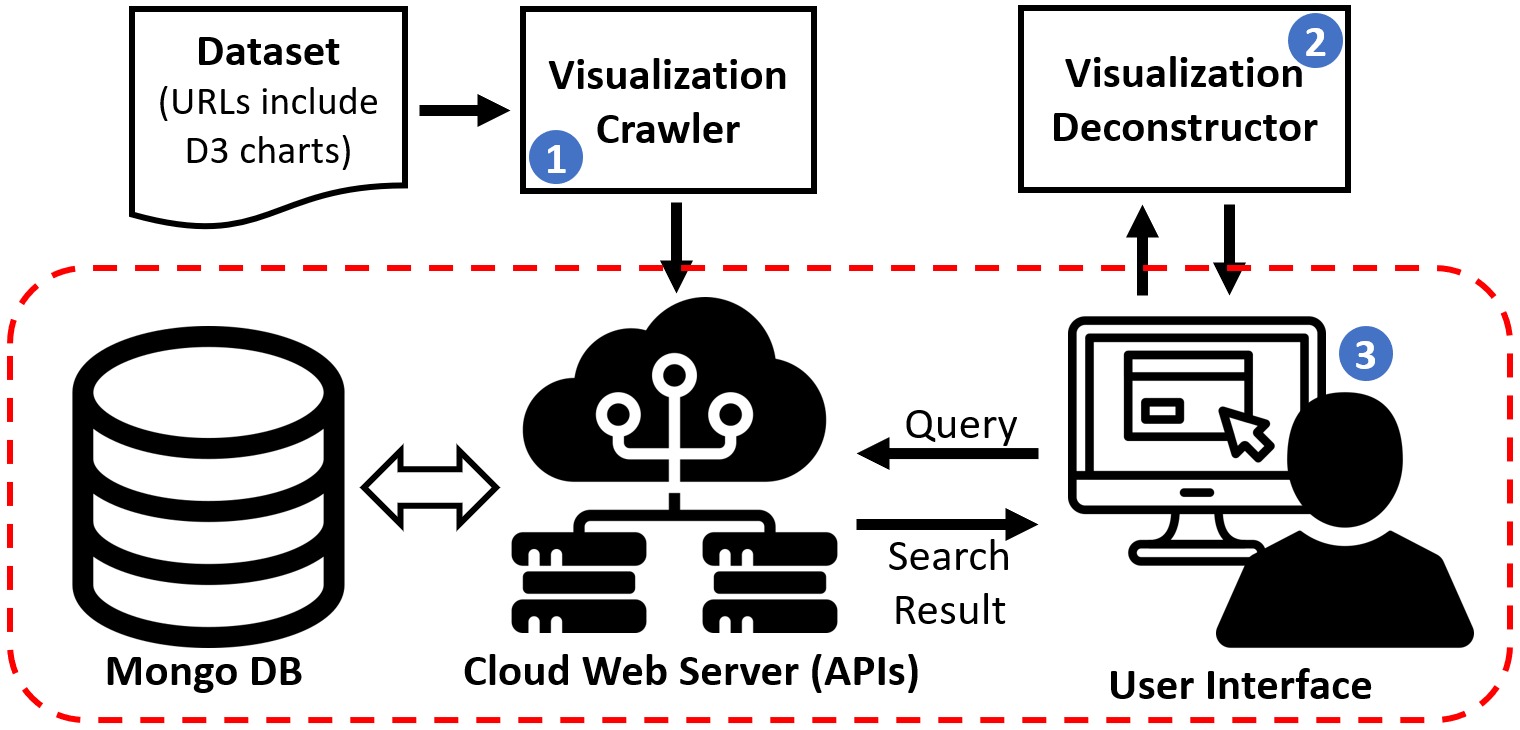 Dataset
(URLs include
D3 charts)
Visualization
Crawler
1
2
Visualization
Deconstructor
3
Query
Search
Result
Mongo DB
Cloud Web Server (APIs)
User Interface